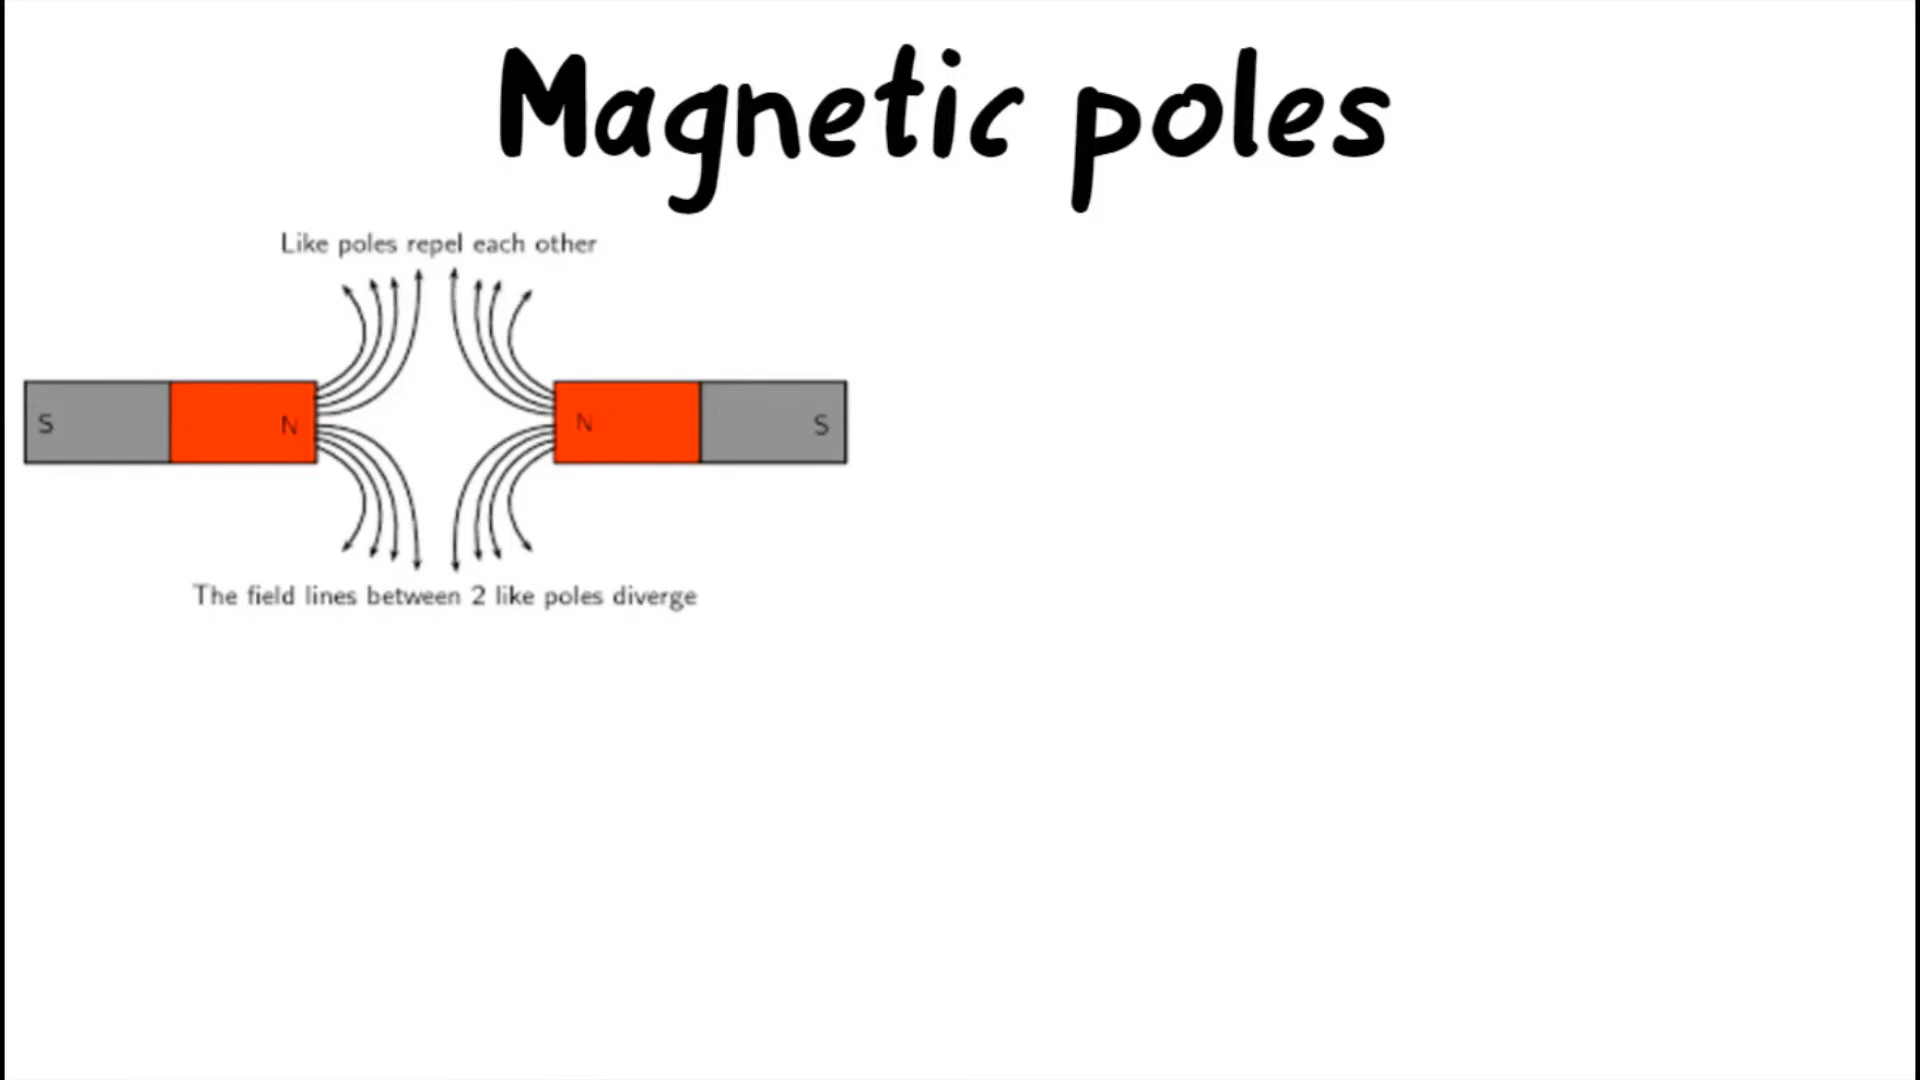 Magnetic poles
Like poles repel each other
S N N S
The field lines between 2 like poles diverge